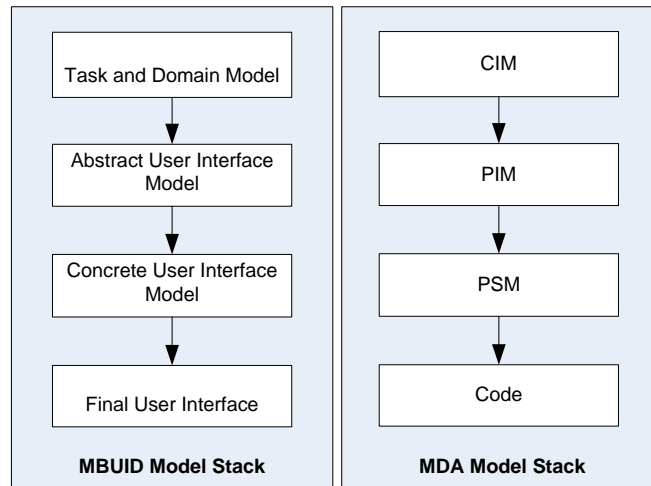 Task and Domain Model
Abstract User Interface
Model
Concrete User Interface
Model
Final User Interface
MBUID Model Stack
CIM
PIM
PSM
Code
MDA Model Stack